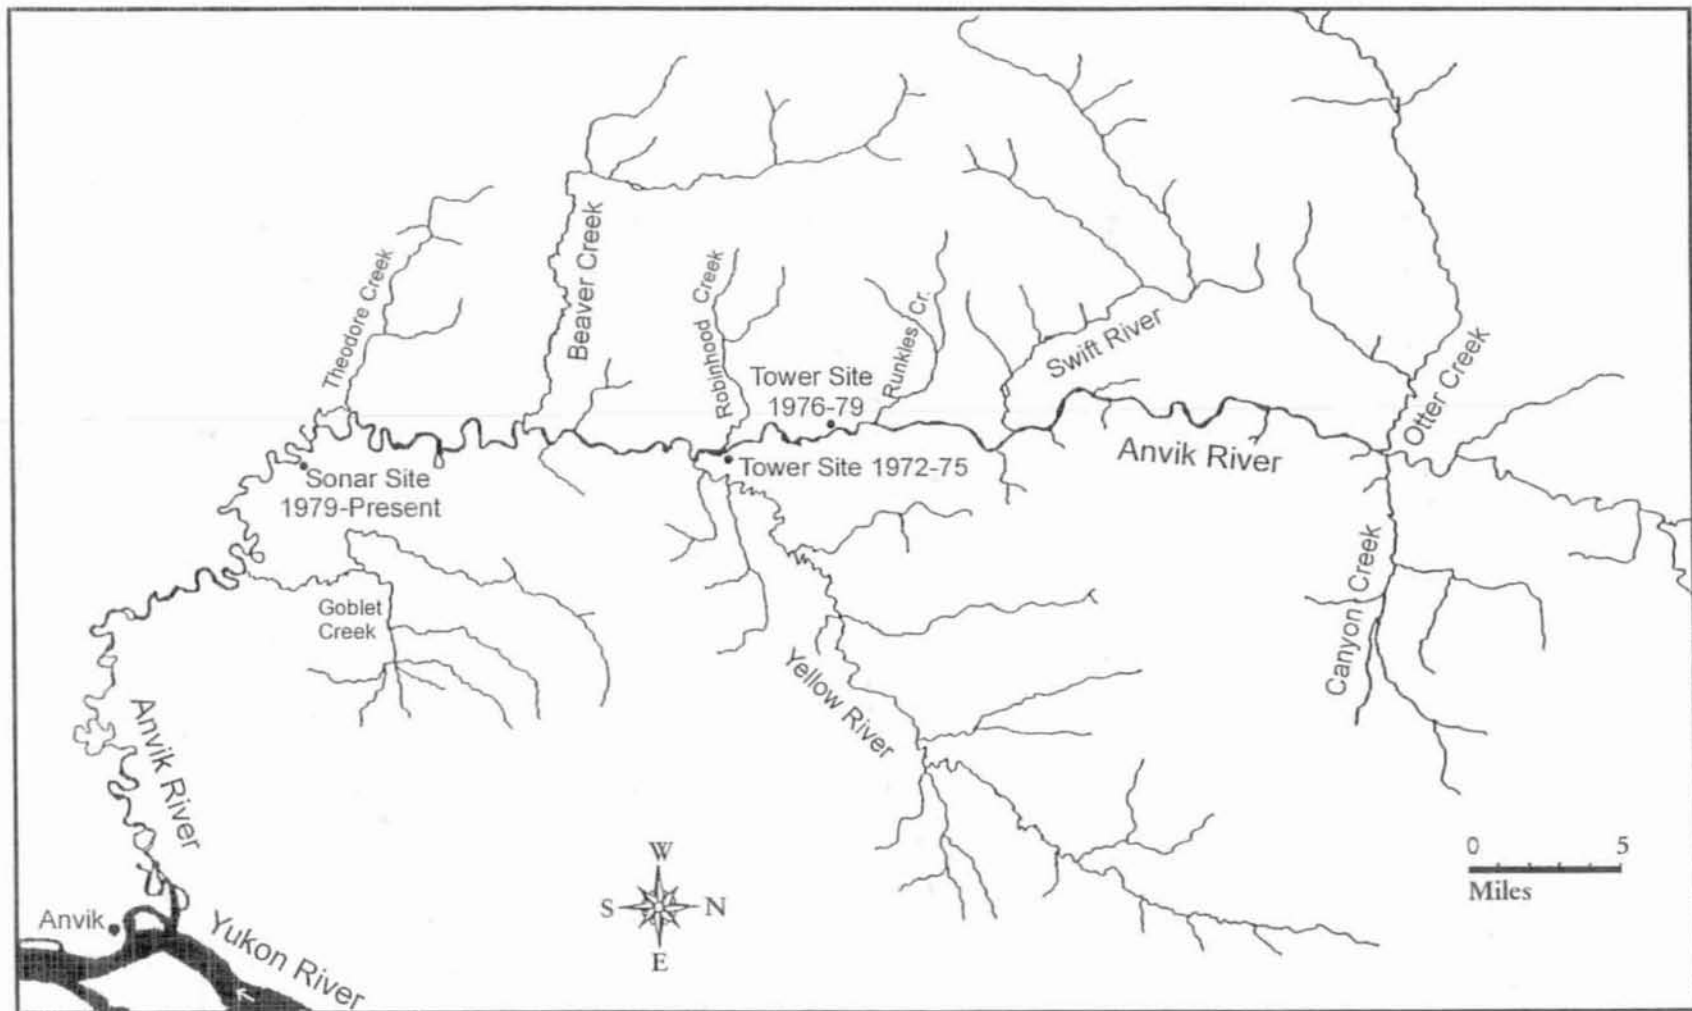 Theodore Creek
Beaver Creek
Robinhood Creek
Tower Site
1976-79
Runkles Cr.
Swift River
Otter Creek
Anvik River
Tower Site 1972-75
Sonar Site
1979-Present
Goblet
Creek
Canyon Creek
Yellow River
Anvik River
Anvik
Yukon River
W
S
N
E
0
5
Miles